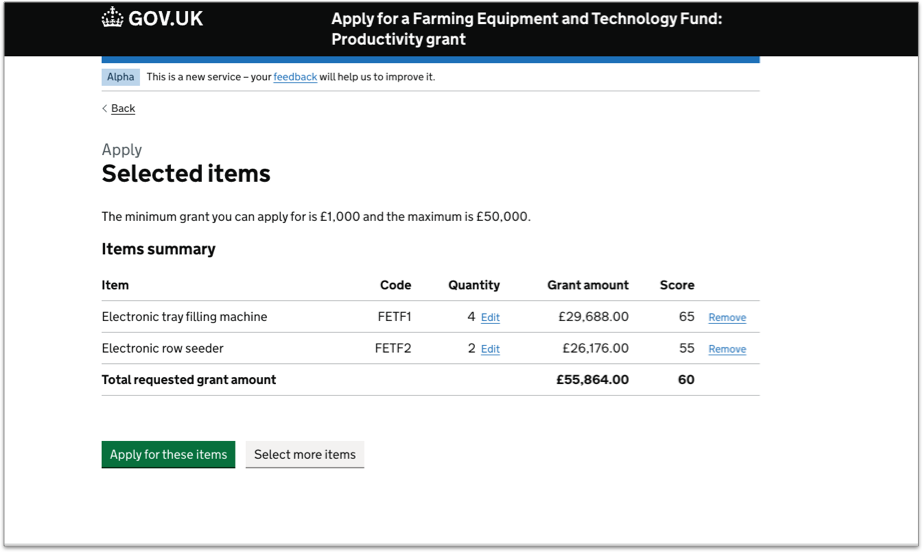 GOV.UK
Apply for a Farming Equipment and Technology Fund:
Productivity grant
Alpha This is a new service – your feedback will help us to improve it.
Back
Apply
Selected items
The minimum grant you can apply for is £1,000 and the maximum is £50,000.
Items summary
Item Code Quantity Grant amount Score
Electronic tray filling machine FETF1 4 Edit £29,688.00 65 Remove
Electronic row seeder FETF2 2 Edit £26,176.00 55 Remove
Total requested grant amount £55,864.00 60
Apply for these items Select more items